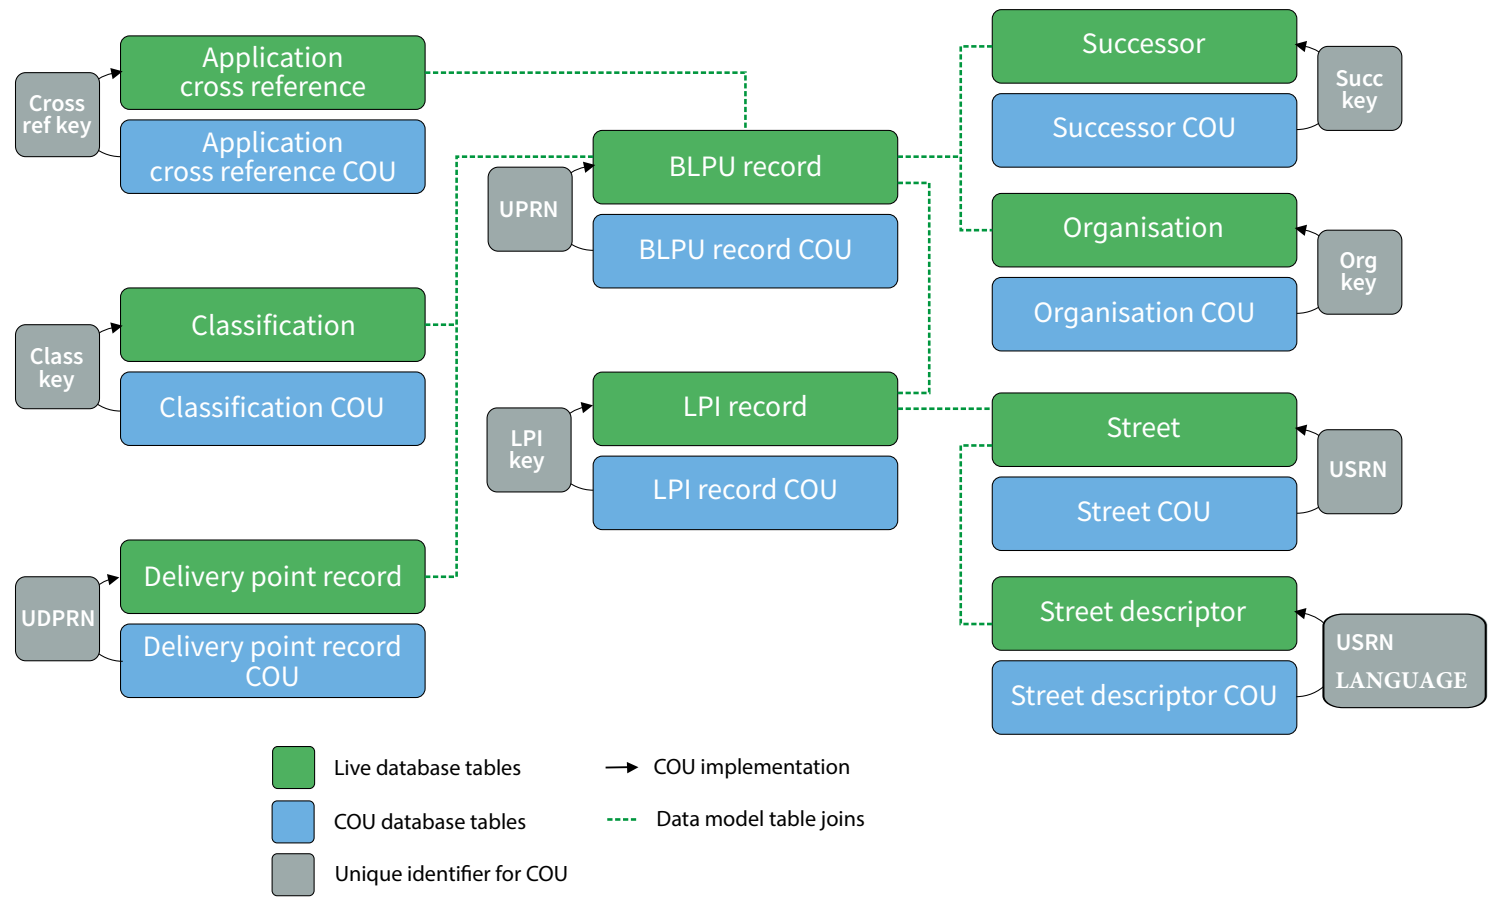 Cross
ref key
Application
cross reference
Application
cross reference COU
Class
key
Classification
Classification COU
UDPRN
Delivery point record
Delivery point record
COU
UPRN
BLPU record
BLPU record COU
LPI
key
LPI record
LPI record COU
Successor
Successor COU
Succ
key
Organisation
Organisation COU
Org
key
Street
Street COU
USRN
Street descriptor
Street descriptor COU
USRN
LANGUAGE
Live database tables
COU database tables
Unique identifier for COU
COU implementation
Data model table joins